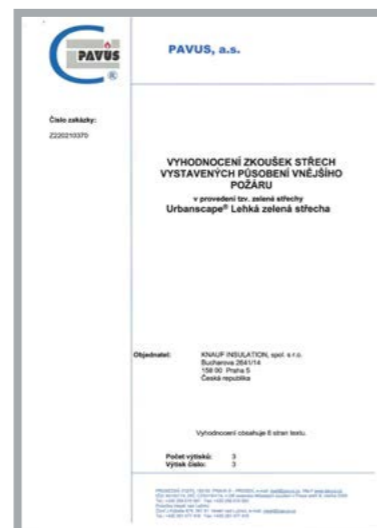 PAVÚS
®
PAVUS, a.s.
Číslo zakázky:
Z220210370
VYHODNOCENÍ ZKOUŠEK STŘECH
VYSTAVENÝCH PŮSOBENÍ VNĚJŠÍHO
POŽÁRU
v provedení tzv. zelené střechy
Urbanscape® Lehká zelená střecha
Objednatel: KNAUF INSULATION, spol. s r.o.
Bucharova 2641/14
158 00 Praha 5
Česká republika
Vyhodnocení obsahuje 8 stran textu.
Počet výtisků: 3
Výtisk číslo: 3